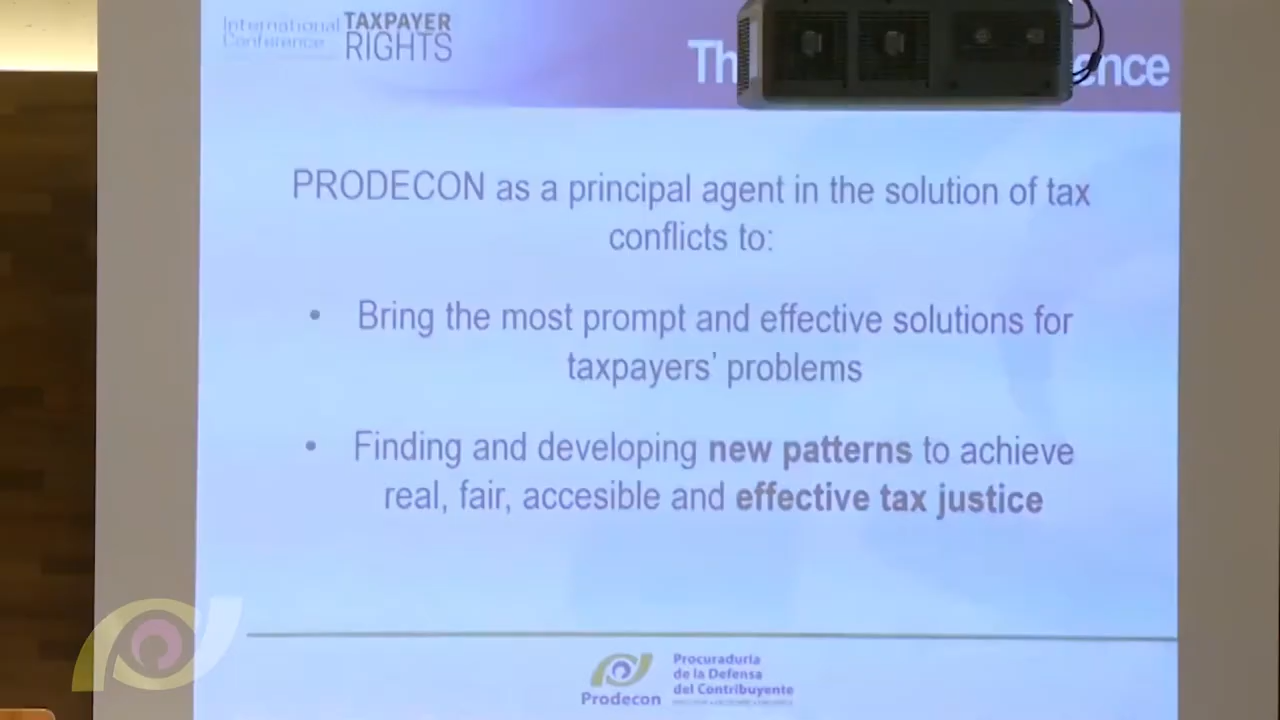 International TAXPAYER
Conference RIGHTS
PRODECON as a principal agent in the solution of tax
conflicts to:
• Bring the most prompt and effective solutions for
taxpayers' problems
• Finding and developing new patterns to achieve
real, fair, accesible and effective tax justice
Prodecon
Procuraduría
de la Defensa
del Contribuyente